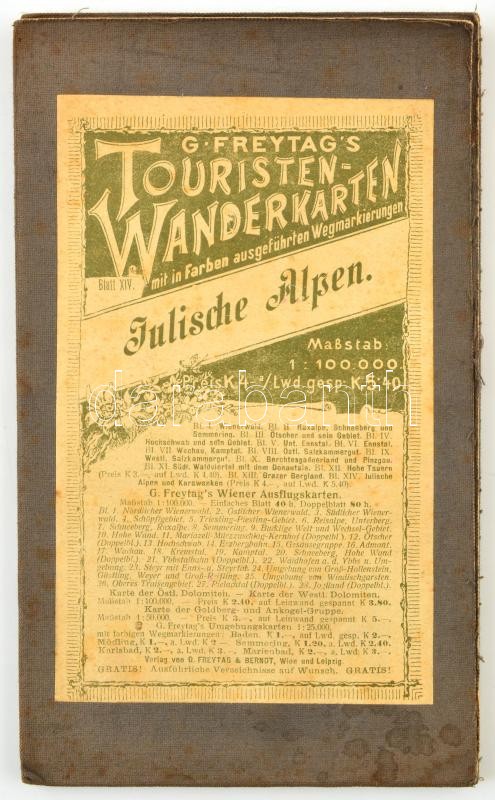 G. FREYTAG'S
TOURISTEN-
WANDERKARTEN
mit in Farben ausgeführten Wegmarkierungen
Blatt XIV.
Julische Alpen.
Maßstab
1:100.000.
Preis K 4.-/Lwd. gesp. K 5.40
Bl. I. Wienerwald. Bl. II. Raxalpe, Schneeberg und
Semmering. Bl. III. Ötscher und sein Gebiet. Bl. IV.
Hochschwab und sein Gebiet. Bl. V. Unt. Ennstal. Bl. VI. Ennstal.
Bl. VII Wachau, Kamptal. Bl. VIII. Östl. Salzkammergut. Bl. IX.
Westl. Salzkammergut. Bl. X. Berchtesgadnerland und Pinzgau.
Bl. XI. Südl. Waldviertel mit dem Donautale. Bl. XII. Hohe Tauern
(Preis K 3.—, auf Lwd. K 4.40). Bl. XIII. Grazer Bergland. Bl. XIV. Julische
Alpen und Karawanken (Preis K 4.—, auf Lwd. K 5.40):
G. Freytag's Wiener Ausflugskarten.
Maßstab 1:100.000. — Einfaches Blatt 40 h, Doppelblatt 80 h.
Bl. 1. Nördlicher Wienerwald. 2. Östlicher Wienerwald. 3. Südlicher Wiener-
wald. 4. Schöpflgebiet. 5. Triesting-Piesting-Gebiet. 6. Reisalpe, Unterberg.
7. Schneeberg, Raxalpe. 8. Semmering. 9. Bucklige Welt und Wechsel-Gebiet.
10. Hohe Wand. 11. Mariazell-Mürzzuschlag-Kernhof (Doppelbl.). 12. Ötscher
(Doppelbl.). 13. Hochschwab. 14. Erzbergbahn. 15. Gesäusegruppe. 16. Admont.
17. Wachau. 18. Kremstal. 19. Kamptal. 20. Schneeberg, Hohe Wand
(Doppelbl.). 21. Ybbstalbahn (Doppelbl.). 22. Waidhofen a. d. Ybbs u. Um-
gebung. 23. Steyr mit Enns- u. Steyrtal. 24. Umgebung von Groß-Hollenstein,
Göstling, Weyer und Groß-Reifling. 25. Umgebung von Windischgarsten.
26. Oberes Traisengebiet. 27. Pielachtal (Doppelbl.). 28. Jogland (Doppelbl.).
Karte der Östl. Dolomiten. — Karte der Westl. Dolomiten.
Maßstab 1:100.000. — Preis K 2.40, auf Leinwand gespannt K 3.80.
Karte der Goldberg- und Ankogel-Gruppe.
Maßstab 1:50.000. — Preis K 3.—, auf Leinwand gespannt K 5.—.
G. Freytag's Umgebungskarten 1:25.000,
mit farbigen Wegmarkierungen: Baden, K 1.—, auf Lwd. gesp. K 2.—.
Mödling, K 1.—, a. Lwd. K 2.— Semmering, K 1.20, a. Lwd. K 2.40.
Karlsbad, K 2.—, a. Lwd. K 3.—. Marienbad, K 2.—, a. Lwd. K 3.—.
Verlag von G. FREYTAG & BERNDT, Wien und Leipzig.
GRATIS! Ausführliche Verzeichnisse auf Wunsch. GRATIS!
darabanth